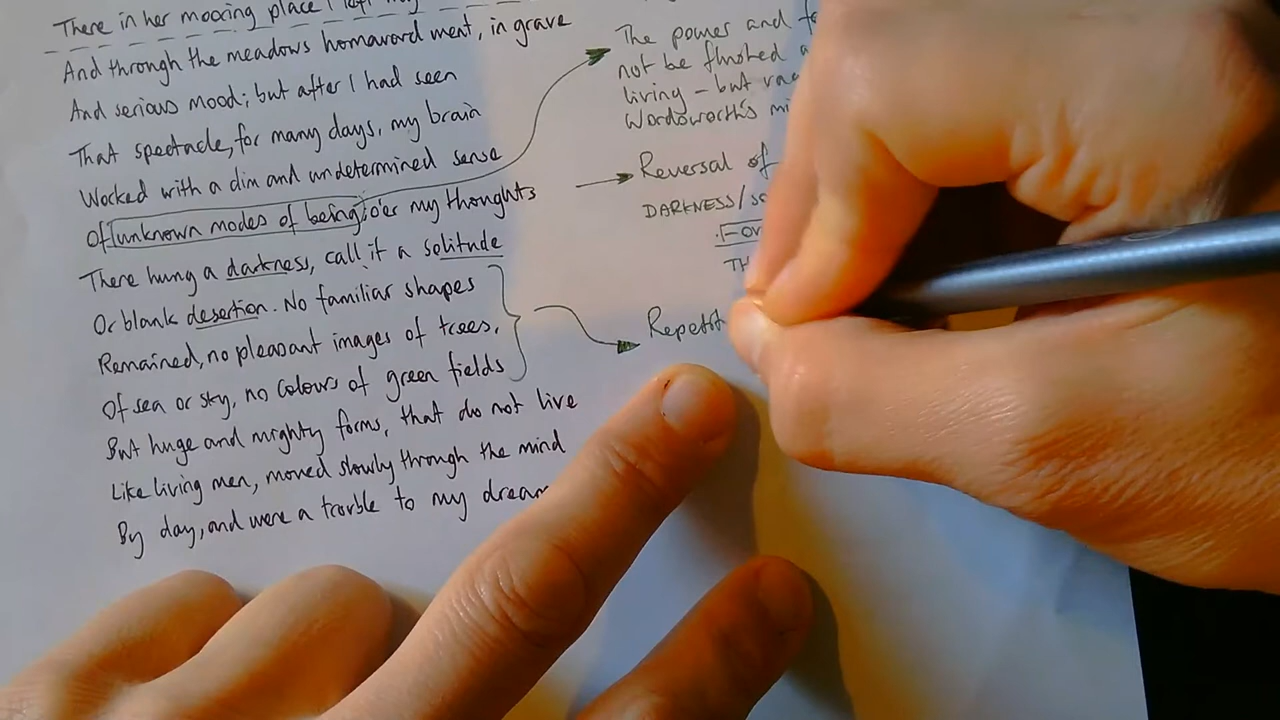 There in her mooring place I left my
And through the meadows homeward went, in grave
And serious mood; but after I had seen
That spectacle, for many days, my brain
Worked with a dim and undetermined sense
Of unknown modes of being; o'er my thoughts
There hung a darkness, call it a solitude
Or blank desertion. No familiar shapes
Remained, no pleasant images of trees,
Of sea or sky, no colours of green fields
But huge and mighty forms, that do not live
Like living men, moved slowly through the mind
By day, and were a trouble to my dream
The power and
not be
living - but
Wordsworth's
Reversal of
DARKNESS/
Repetit